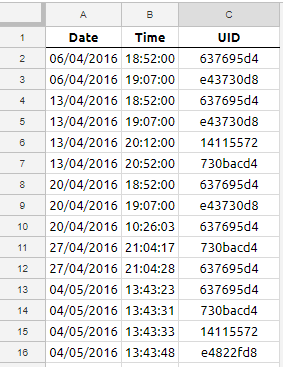 A B C
1 Date Time UID
2 06/04/2016 18:52:00 637695d4
3 06/04/2016 19:07:00 e43730d8
4 13/04/2016 18:52:00 637695d4
5 13/04/2016 19:07:00 e43730d8
6 13/04/2016 20:12:00 14115572
7 13/04/2016 20:52:00 730bacd4
8 20/04/2016 18:52:00 637695d4
9 20/04/2016 19:07:00 e43730d8
10 20/04/2016 10:26:03 637695d4
11 27/04/2016 21:04:17 730bacd4
12 27/04/2016 21:04:28 637695d4
13 04/05/2016 13:43:23 637695d4
14 04/05/2016 13:43:31 730bacd4
15 04/05/2016 13:43:33 14115572
16 04/05/2016 13:43:48 e4822fd8